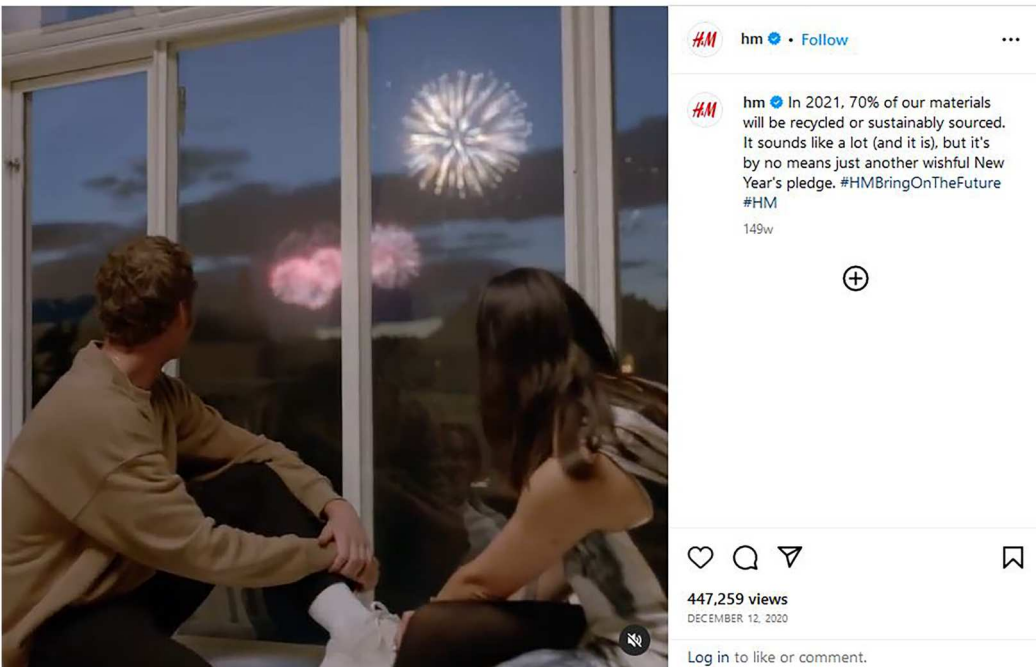 H&M
hm • Follow
H&M
hm In 2021, 70% of our materials
will be recycled or sustainably sourced.
It sounds like a lot (and it is), but it's
by no means just another wishful New
Year's pledge. #HMBringOnTheFuture
#HM
149w
447,259 views
DECEMBER 12, 2020
Log in to like or comment.